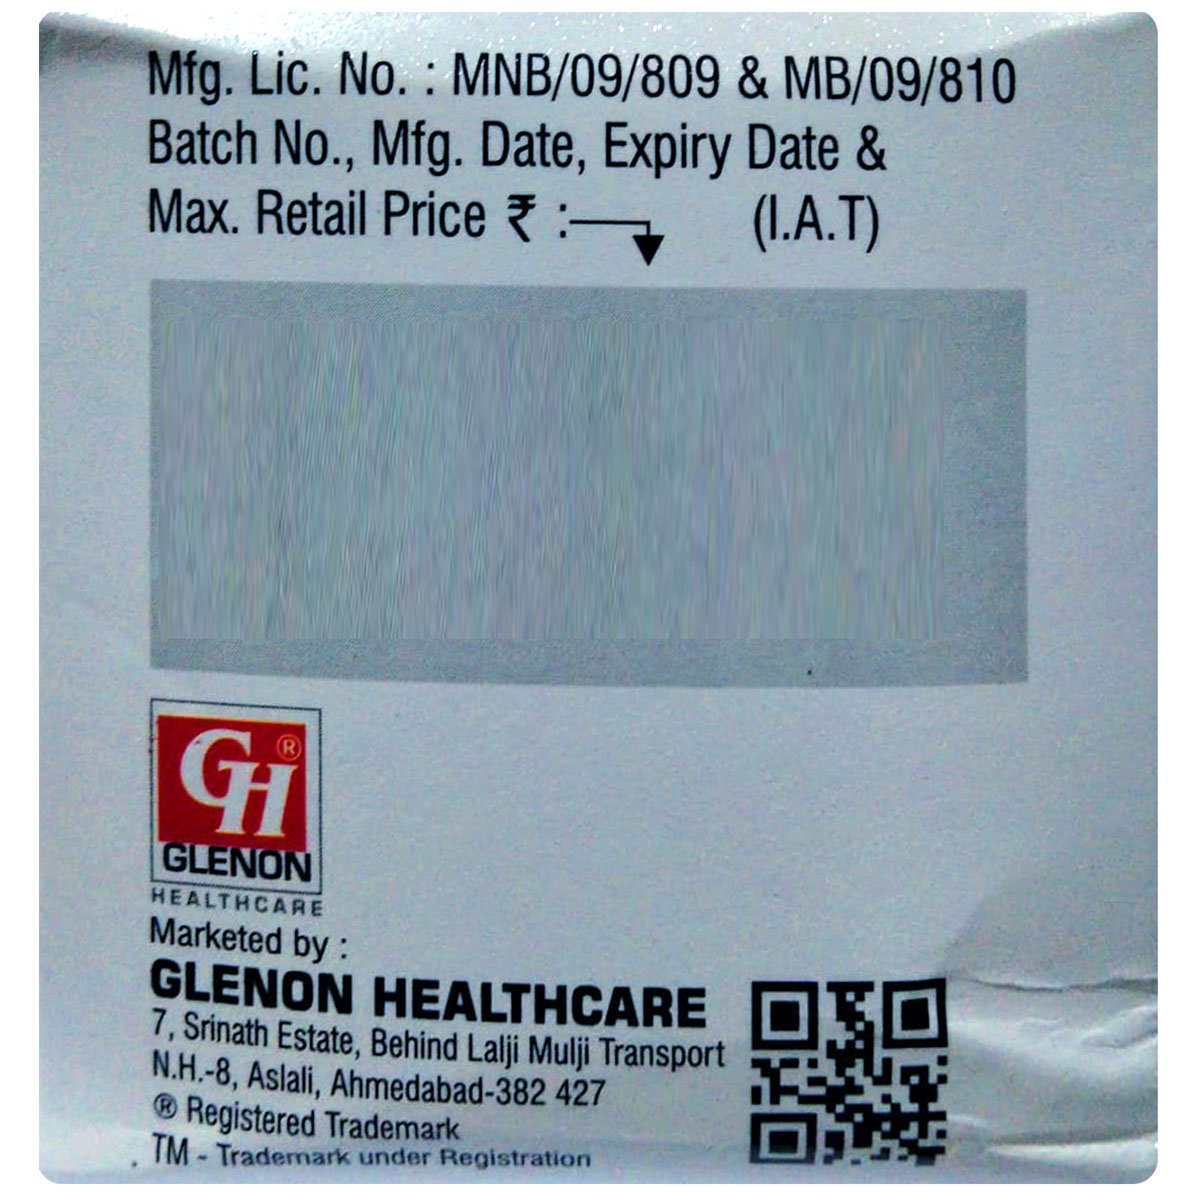 Mfg. Lic. No. : MNB/09/809 & MB/09/810
Batch No., Mfg. Date, Expiry Date &
Max. Retail Price ₹ : (I.A.T)
GH ®
GLENON
HEALTHCARE
Marketed by :
GLENON HEALTHCARE
7, Srinath Estate, Behind Lalji Mulji Transport
N.H.-8, Aslali, Ahmedabad-382 427
® Registered Trademark
TM - Trademark under Registration